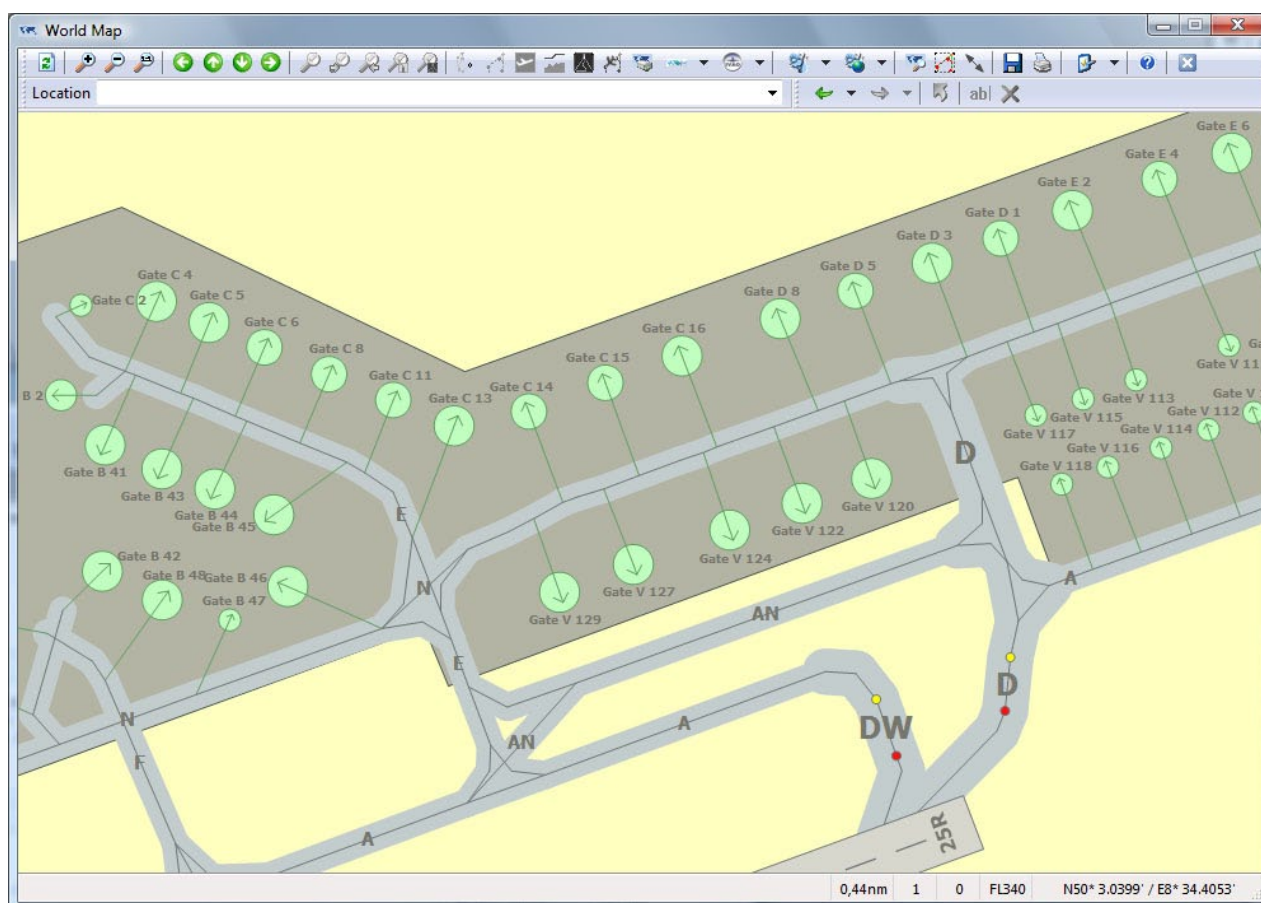 World Map
Location
Gate E 6
Gate E 4
Gate E 2
Gate D 1
Gate D 3
Gate D 5
Gate D 8
Gate C 16
Gate C 15
Gate C 14
Gate C 13
Gate C 11
Gate C 8
Gate C 6
Gate C 5
Gate C 4
Gate C 2
B 2
Gate B 41
Gate B 43
Gate B 44
Gate B 45
Gate V 11
Gate V 113
Gate V 115
Gate V 117
Gate V 112
Gate V 114
Gate V 116
Gate V 118
Gate V 120
Gate V 122
Gate V 124
Gate V 127
Gate V 129
Gate B 42
Gate B 48
Gate B 46
Gate B 47
E
N
D
A
AN
E
D
DW
A
AN
N
F
A
25R
0,44nm 1 0 FL340 N50* 3.0399' / E8* 34.4053'